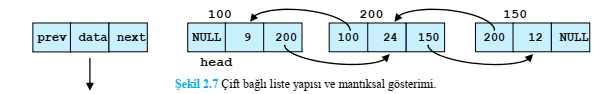 100 200 150
prev data next NULL 9 200 100 24 150 200 12 NULL
head
Şekil 2.7 Çift bağlı liste yapısı ve mantıksal gösterimi.